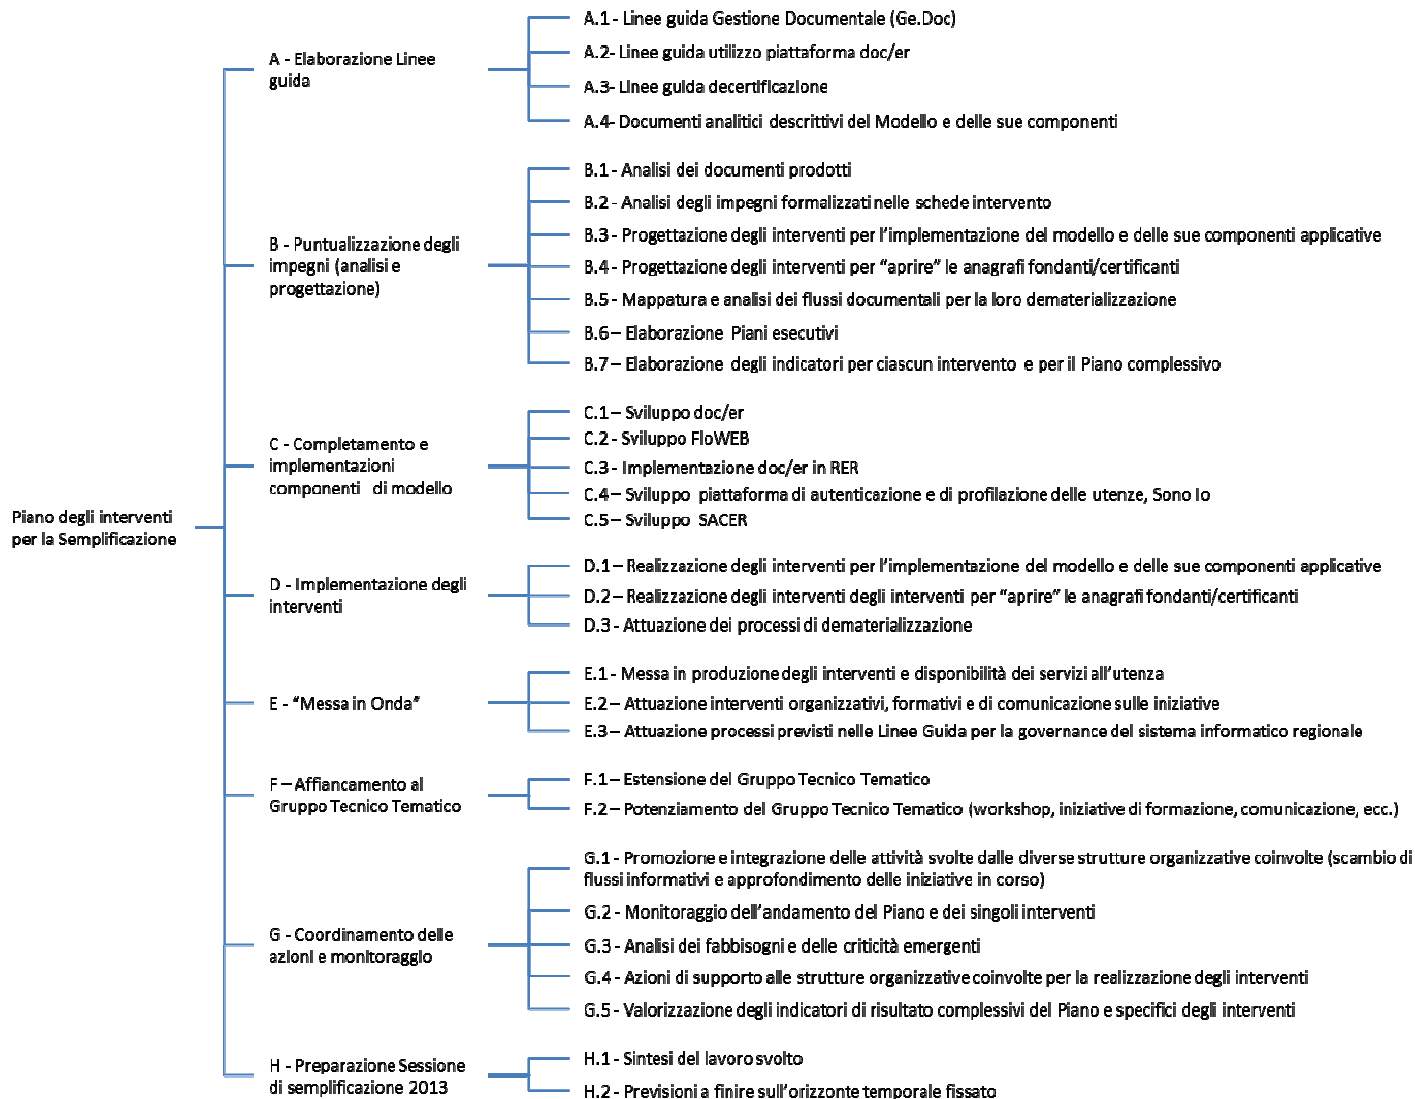 Piano degli interventi
per la Semplificazione
A - Elaborazione Linee
guida
A.1 - Linee guida Gestione Documentale (Ge.Doc)
A.2- Linee guida utilizzo piattaforma doc/er
A.3- Linee guida decertificazione
A.4- Documenti analitici descrittivi del Modello e delle sue componenti
B - Puntualizzazione degli
impegni (analisi e
progettazione)
B.1 - Analisi dei documenti prodotti
B.2 - Analisi degli impegni formalizzati nelle schede intervento
B.3 - Progettazione degli interventi per l'implementazione del modello e delle sue componenti applicative
B.4 - Progettazione degli interventi per "aprire" le anagrafi fondanti/certificanti
B.5 - Mappatura e analisi dei flussi documentali per la loro dematerializzazione
B.6 – Elaborazione Piani esecutivi
B.7 – Elaborazione degli indicatori per ciascun intervento e per il Piano complessivo
C - Completamento e
implementazioni
componenti di modello
C.1 – Sviluppo doc/er
C.2 - Sviluppo FloWEB
C.3 - Implementazione doc/er in RER
C.4 – Sviluppo piattaforma di autenticazione e di profilazione delle utenze, Sono Io
C.5 – Sviluppo SACER
D - Implementazione degli
interventi
D.1 – Realizzazione degli interventi per l'implementazione del modello e delle sue componenti applicative
D.2 – Realizzazione degli interventi degli interventi per "aprire" le anagrafi fondanti/certificanti
D.3 - Attuazione dei processi di dematerializzazione
E - "Messa in Onda"
E.1 - Messa in produzione degli interventi e disponibilità dei servizi all'utenza
E.2 – Attuazione interventi organizzativi, formativi e di comunicazione sulle iniziative
E.3 – Attuazione processi previsti nelle Linee Guida per la governance del sistema informatico regionale
F – Affiancamento al
Gruppo Tecnico Tematico
F.1 – Estensione del Gruppo Tecnico Tematico
F.2 – Potenziamento del Gruppo Tecnico Tematico (workshop, iniziative di formazione, comunicazione, ecc.)
G - Coordinamento delle
azioni e monitoraggio
G.1 - Promozione e integrazione delle attività svolte dalle diverse strutture organizzative coinvolte (scambio di
flussi informativi e approfondimento delle iniziative in corso)
G.2 - Monitoraggio dell'andamento del Piano e dei singoli interventi
G.3 - Analisi dei fabbisogni e delle criticità emergenti
G.4 - Azioni di supporto alle strutture organizzative coinvolte per la realizzazione degli interventi
G.5 - Valorizzazione degli indicatori di risultato complessivi del Piano e specifici degli interventi
H - Preparazione Sessione
di semplificazione 2013
H.1 - Sintesi del lavoro svolto
H.2 - Previsioni a finire sull'orizzonte temporale fissato